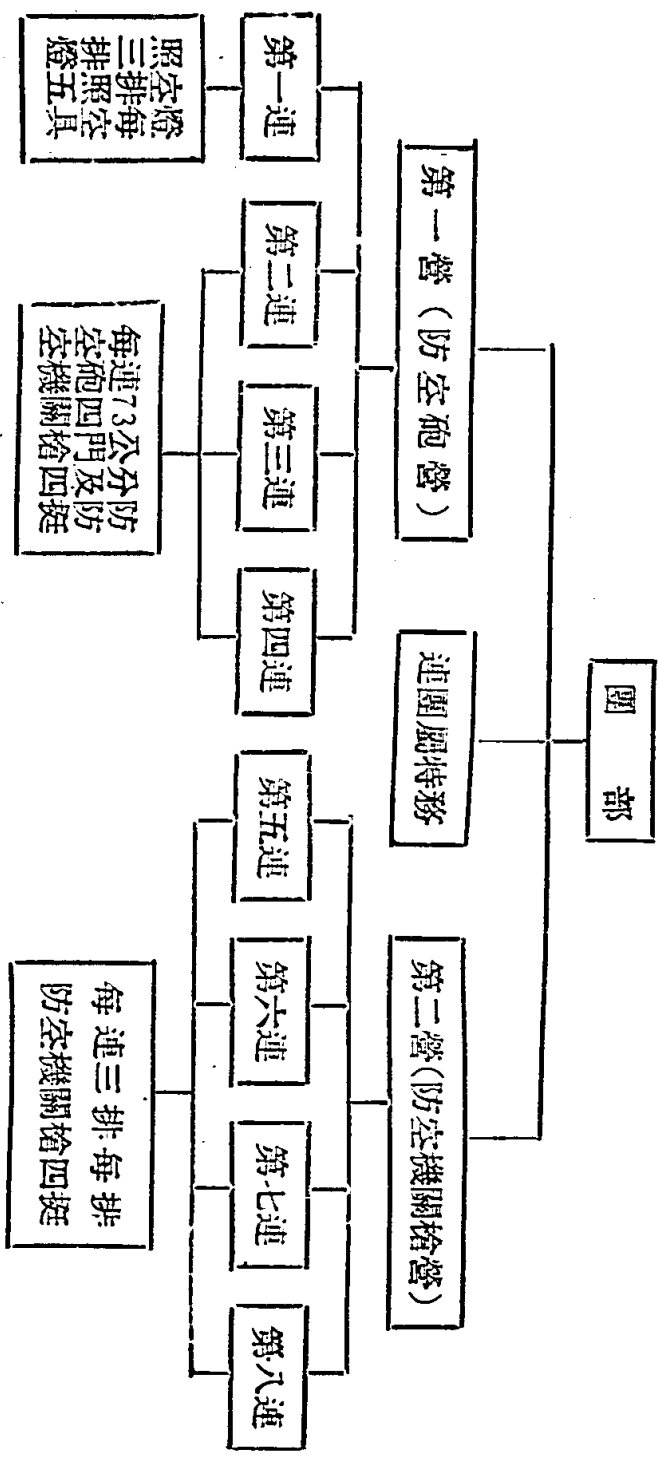 團部
第一營(防空砲營)
連團屬特務
第二營(防空機關槍營)
第一連
第二連
第三連
第四連
第五連
第六連
第七連
第八連
照空燈
三排每
排照空
燈五具
每連73公分防
空砲四門及防
空機關槍四挺
每連三排每排
防空機關槍四挺